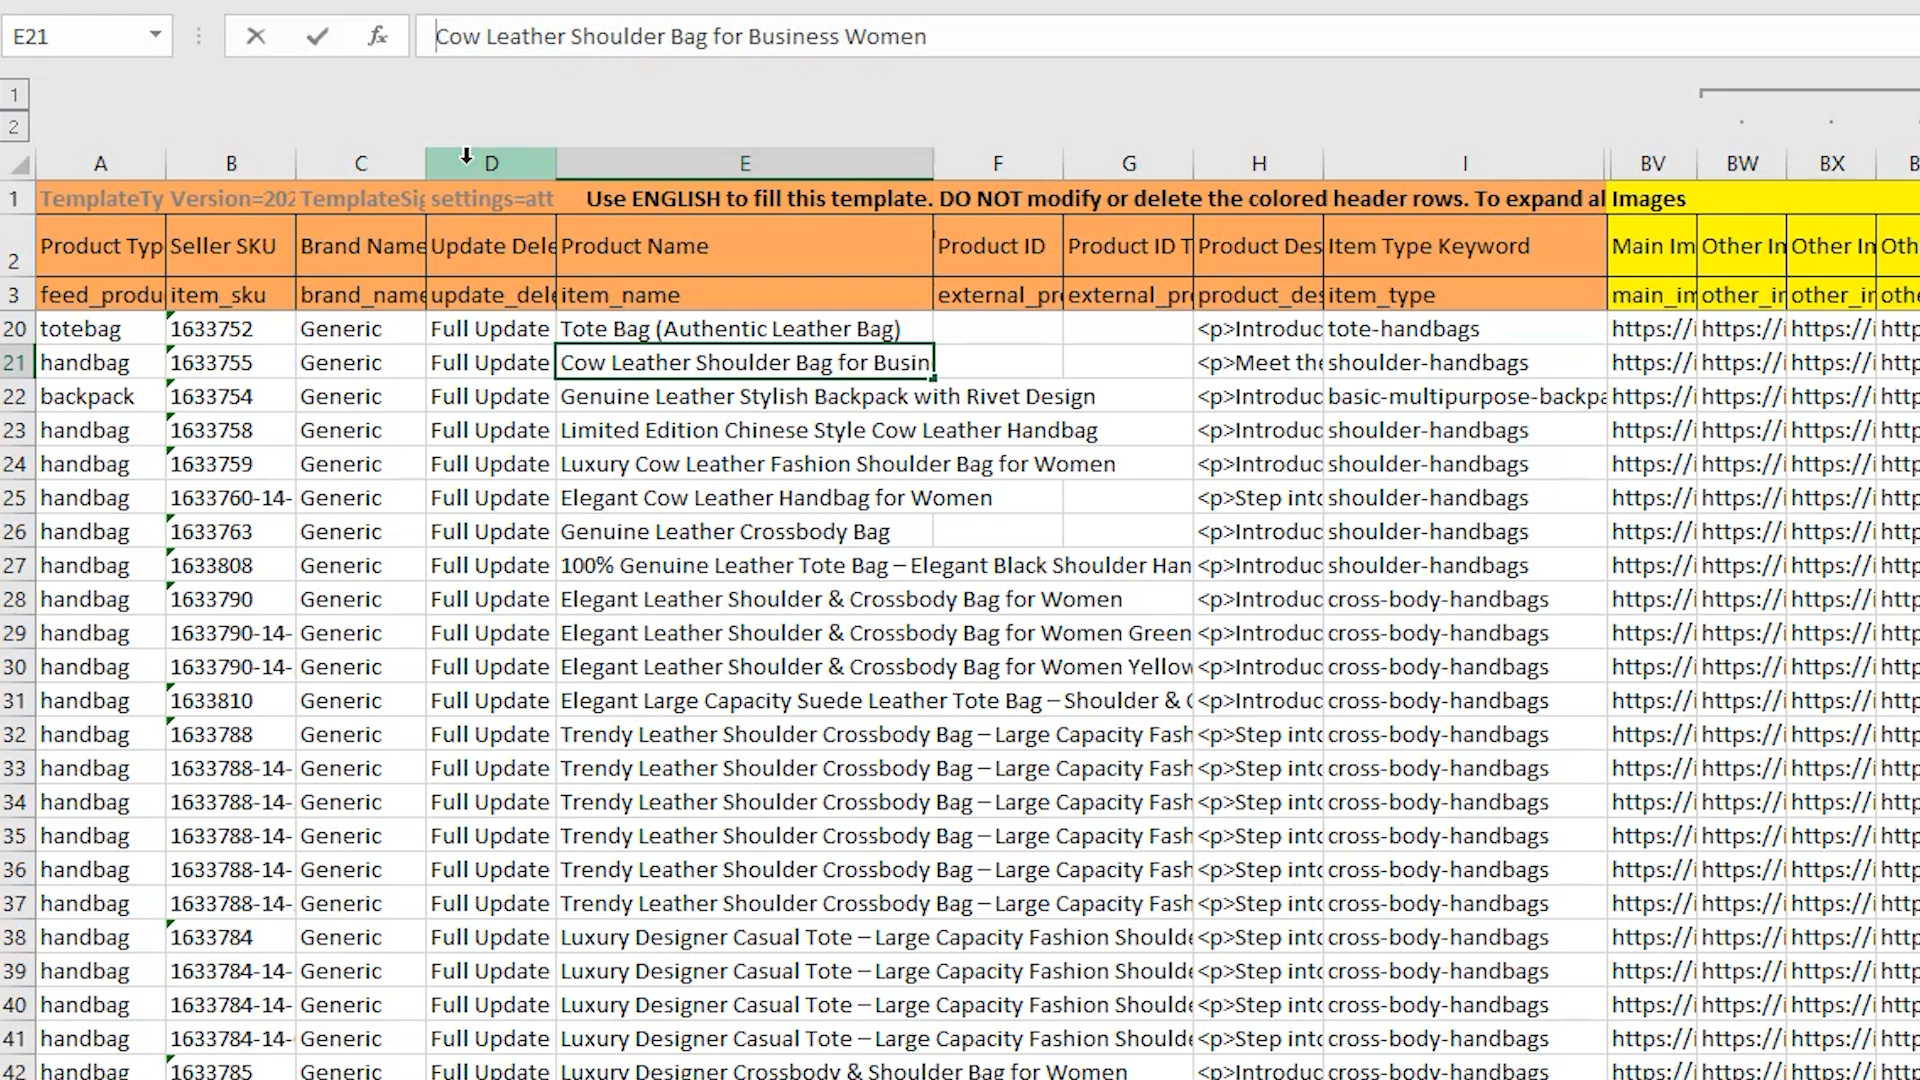 E21 fx Cow Leather Shoulder Bag for Business Women
1
2
A B C D E F G H I BV BW BX B
1 TemplateTy Version=202 TemplateSig settings=att Use ENGLISH to fill this template. DO NOT modify or delete the colored header rows. To expand al Images
2 Product Typ Seller SKU Brand Name Update Dele Product Name Product ID Product ID T Product Des Item Type Keyword Main Im Other In Other In Oth
3 feed_produ item_sku brand_name update_dele item_name external_pr external_pr product_des item_type main_im other_ir other_ir othe
20 totebag 1633752 Generic Full Update Tote Bag (Authentic Leather Bag) <p>Introduc tote-handbags https://i https://i https://i http
21 handbag 1633755 Generic Full Update Cow Leather Shoulder Bag for Busin <p>Meet the shoulder-handbags https://i https://i https://i http
22 backpack 1633754 Generic Full Update Genuine Leather Stylish Backpack with Rivet Design <p>Introduc basic-multipurpose-backpa https://i https://i https://i http
23 handbag 1633758 Generic Full Update Limited Edition Chinese Style Cow Leather Handbag <p>Introduc shoulder-handbags https://i https://i https://i http
24 handbag 1633759 Generic Full Update Luxury Cow Leather Fashion Shoulder Bag for Women <p>Introduc shoulder-handbags https://i https://i https://i http
25 handbag 1633760-14- Generic Full Update Elegant Cow Leather Handbag for Women <p>Step into shoulder-handbags https://i https://i https://i http
26 handbag 1633763 Generic Full Update Genuine Leather Crossbody Bag <p>Introduc shoulder-handbags https://i https://i https://i http
27 handbag 1633808 Generic Full Update 100% Genuine Leather Tote Bag – Elegant Black Shoulder Han <p>Introduc shoulder-handbags https://i https://i https://i http
28 handbag 1633790 Generic Full Update Elegant Leather Shoulder & Crossbody Bag for Women <p>Introduc cross-body-handbags https://i https://i https://i http
29 handbag 1633790-14- Generic Full Update Elegant Leather Shoulder & Crossbody Bag for Women Green <p>Introduc cross-body-handbags https://i https://i https://i http
30 handbag 1633790-14- Generic Full Update Elegant Leather Shoulder & Crossbody Bag for Women Yellow <p>Introduc cross-body-handbags https://i https://i https://i http
31 handbag 1633810 Generic Full Update Elegant Large Capacity Suede Leather Tote Bag – Shoulder & C <p>Introduc cross-body-handbags https://i https://i https://i http
32 handbag 1633788 Generic Full Update Trendy Leather Shoulder Crossbody Bag – Large Capacity Fash <p>Step into cross-body-handbags https://i https://i https://i http
33 handbag 1633788-14- Generic Full Update Trendy Leather Shoulder Crossbody Bag – Large Capacity Fash <p>Step into cross-body-handbags https://i https://i https://i http
34 handbag 1633788-14- Generic Full Update Trendy Leather Shoulder Crossbody Bag – Large Capacity Fash <p>Step into cross-body-handbags https://i https://i https://i http
35 handbag 1633788-14- Generic Full Update Trendy Leather Shoulder Crossbody Bag – Large Capacity Fash <p>Step into cross-body-handbags https://i https://i https://i http
36 handbag 1633788-14- Generic Full Update Trendy Leather Shoulder Crossbody Bag – Large Capacity Fash <p>Step into cross-body-handbags https://i https://i https://i http
37 handbag 1633788-14- Generic Full Update Trendy Leather Shoulder Crossbody Bag – Large Capacity Fash <p>Step into cross-body-handbags https://i https://i https://i http
38 handbag 1633784 Generic Full Update Luxury Designer Casual Tote – Large Capacity Fashion Shoulde <p>Step into cross-body-handbags https://i https://i https://i http
39 handbag 1633784-14- Generic Full Update Luxury Designer Casual Tote – Large Capacity Fashion Shoulde <p>Step into cross-body-handbags https://i https://i https://i http
40 handbag 1633784-14- Generic Full Update Luxury Designer Casual Tote – Large Capacity Fashion Shoulde <p>Step into cross-body-handbags https://i https://i https://i http
41 handbag 1633784-14- Generic Full Update Luxury Designer Casual Tote – Large Capacity Fashion Shoulde <p>Step into cross-body-handbags https://i https://i https://i http
42 handbag 1633785 Generic Full Update Luxury Designer Crossbody & Shoulder Bag for Women <p>Introduc cross-body-handbags https://i https://i https://i http